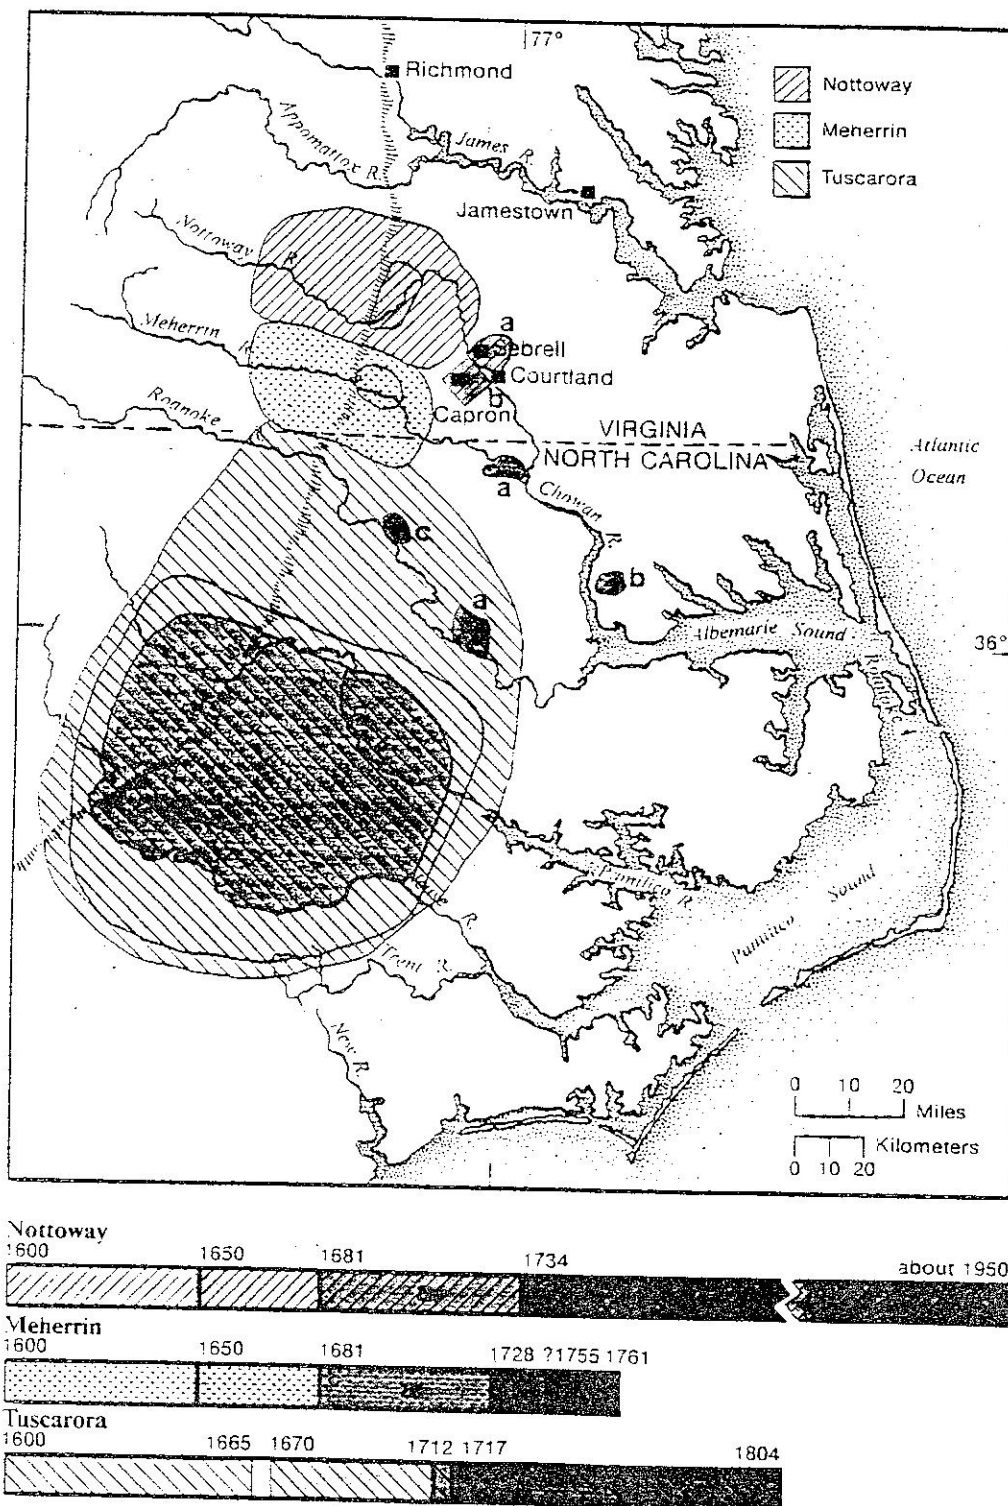 77°
Richmond
Nottoway
Meherrin
Tuscarora
Appomattox R.
James R.
Jamestown
Nottoway R.
Meherrin R.
Roanoke
a
Sebrell
Courtland
b
Capron
VIRGINIA
NORTH CAROLINA
Atlantic
Ocean
a
Chowan R.
c
b
a
Albemarle Sound
36°
R.
Pamlico R.
Pamlico Sound
R.
Trent R.
New R.
0 10 20
Miles
Kilometers
0 10 20
Nottoway
1600 1650 1681 1734 about 1950
Meherrin
1600 1650 1681 1728 ?1755 1761
Tuscarora
1600 1665 1670 1712 1717 1804